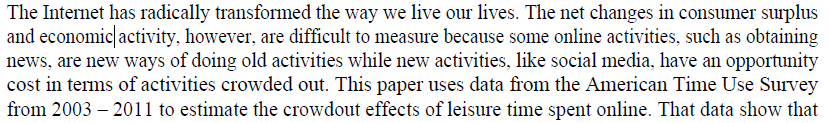 The Internet has radically transformed the way we live our lives. The net changes in consumer surplus
and economic activity, however, are difficult to measure because some online activities, such as obtaining
news, are new ways of doing old activities while new activities, like social media, have an opportunity
cost in terms of activities crowded out. This paper uses data from the American Time Use Survey
from 2003 – 2011 to estimate the crowdout effects of leisure time spent online. That data show that